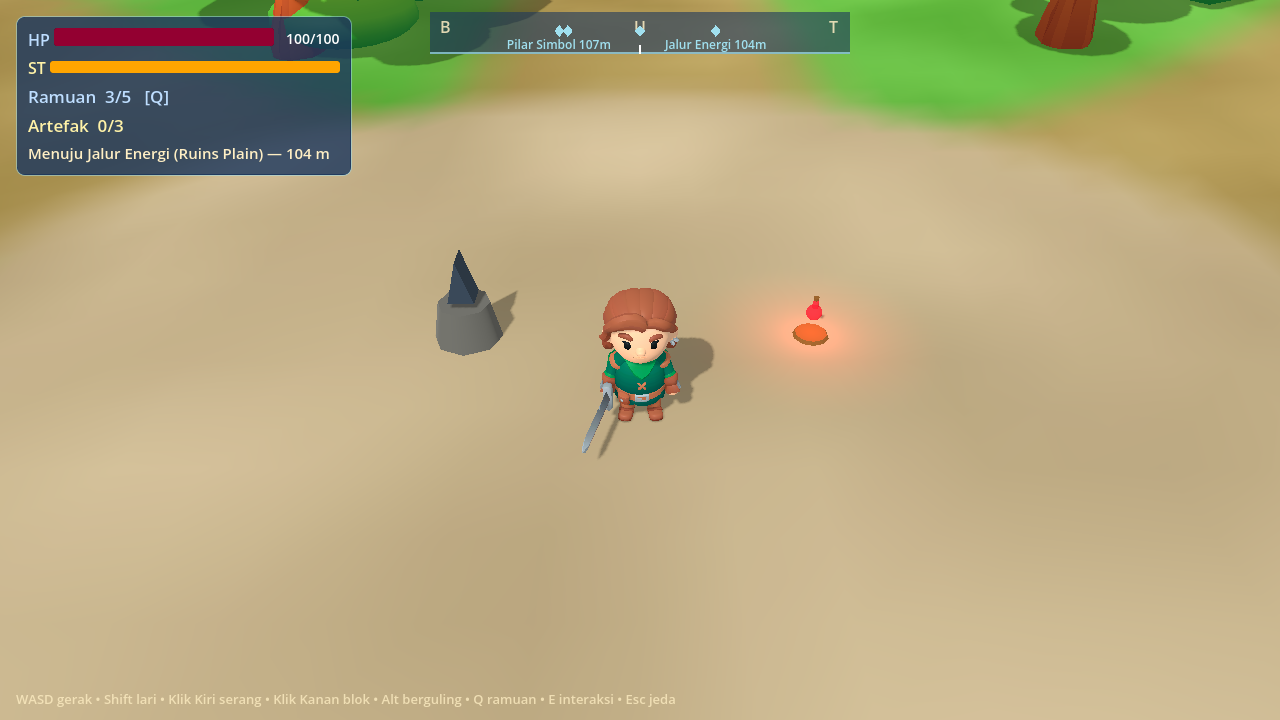 HP 100/100
ST
Ramuan 3/5 [Q]
Artefak 0/3
Menuju Jalur Energi (Ruins Plain) — 104 m
B U T
Pilar Simbol 107m Jalur Energi 104m
WASD gerak • Shift lari • Klik Kiri serang • Klik Kanan blok • Alt berguling • Q ramuan • E interaksi • Esc jeda